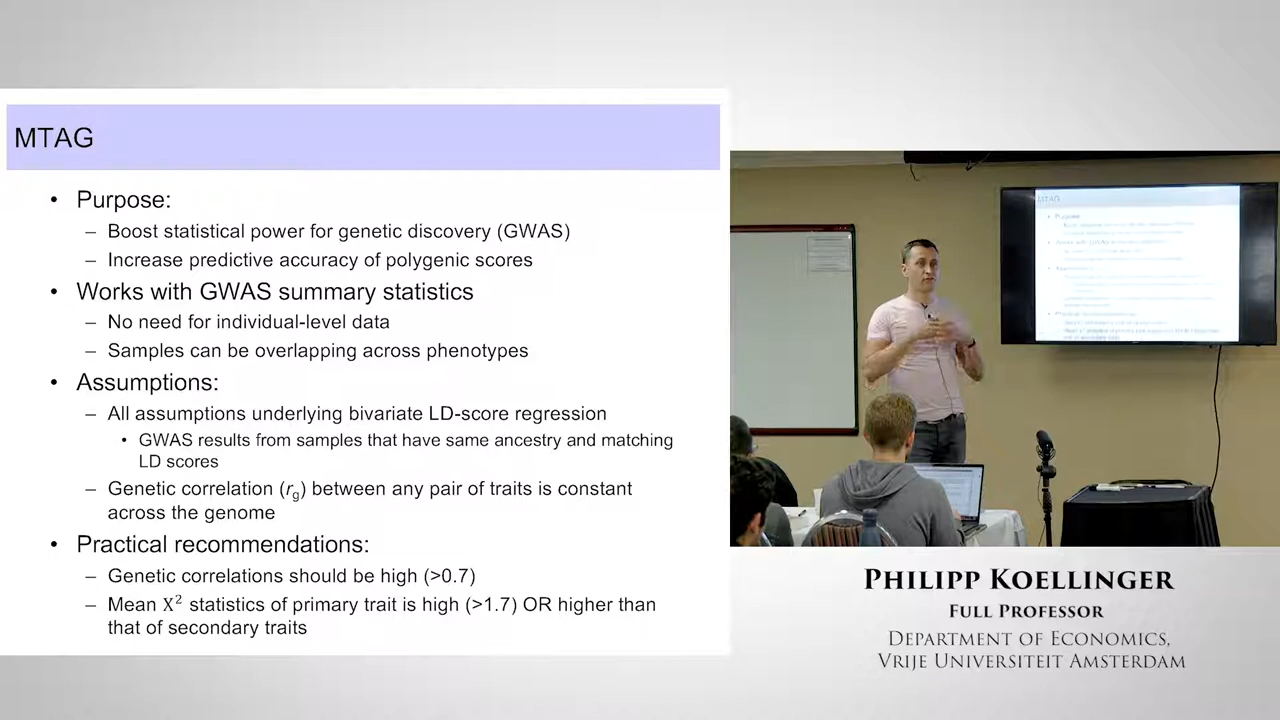 MTAG
• Purpose:
– Boost statistical power for genetic discovery (GWAS)
– Increase predictive accuracy of polygenic scores
• Works with GWAS summary statistics
– No need for individual-level data
– Samples can be overlapping across phenotypes
• Assumptions:
– All assumptions underlying bivariate LD-score regression
• GWAS results from samples that have same ancestry and matching
LD scores
– Genetic correlation (r_g) between any pair of traits is constant
across the genome
• Practical recommendations:
– Genetic correlations should be high (>0.7)
– Mean Χ² statistics of primary trait is high (>1.7) OR higher than
that of secondary traits
MTAG
Purpose
PHILIPP KOELLINGER
FULL PROFESSOR
DEPARTMENT OF ECONOMICS,
VRIJE UNIVERSITEIT AMSTERDAM